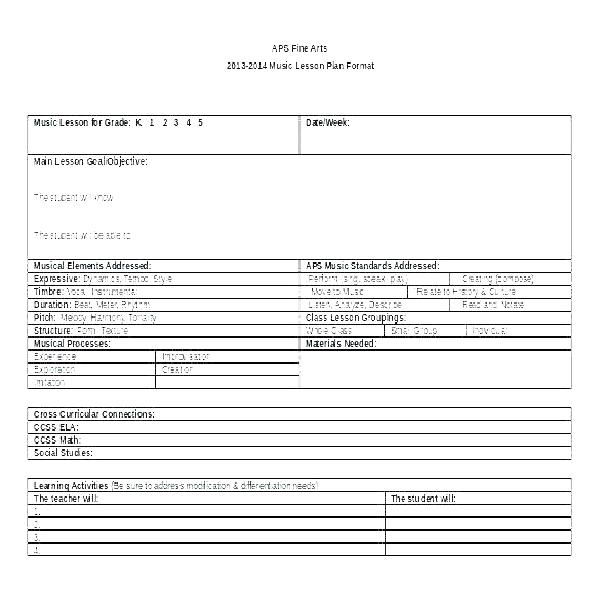 APS Fine Arts
2013-2014 Music Lesson Plan Format
Music Lesson for Grade: K 1 2 3 4 5
Date/Week:
Main Lesson Goal/Objective:
The student will know
The student will be able to
Musical Elements Addressed:
APS Music Standards Addressed:
Expressive: Dynamics, Tempo, Style
Perform (sing, speak, play)
Creating (compose)
Timbre: Vocal, Instrumental
Move to Music
Relate to History & Culture
Duration: Beat, Meter, Rhythm
Listen, Analyze, Describe
Read and Notate
Pitch: Melody, Harmony, Tonality
Class Lesson Groupings:
Structure: Form, Texture
Whole Class
Small Group
Individual
Musical Processes:
Materials Needed:
Experience
Improvisation
Exploration
Creation
Imitation
Cross Curricular Connections:
CCSS ELA:
CCSS Math:
Social Studies:
Learning Activities (Be sure to address modification & differentiation needs)
The teacher will:
The student will:
1.
2.
3.
4.